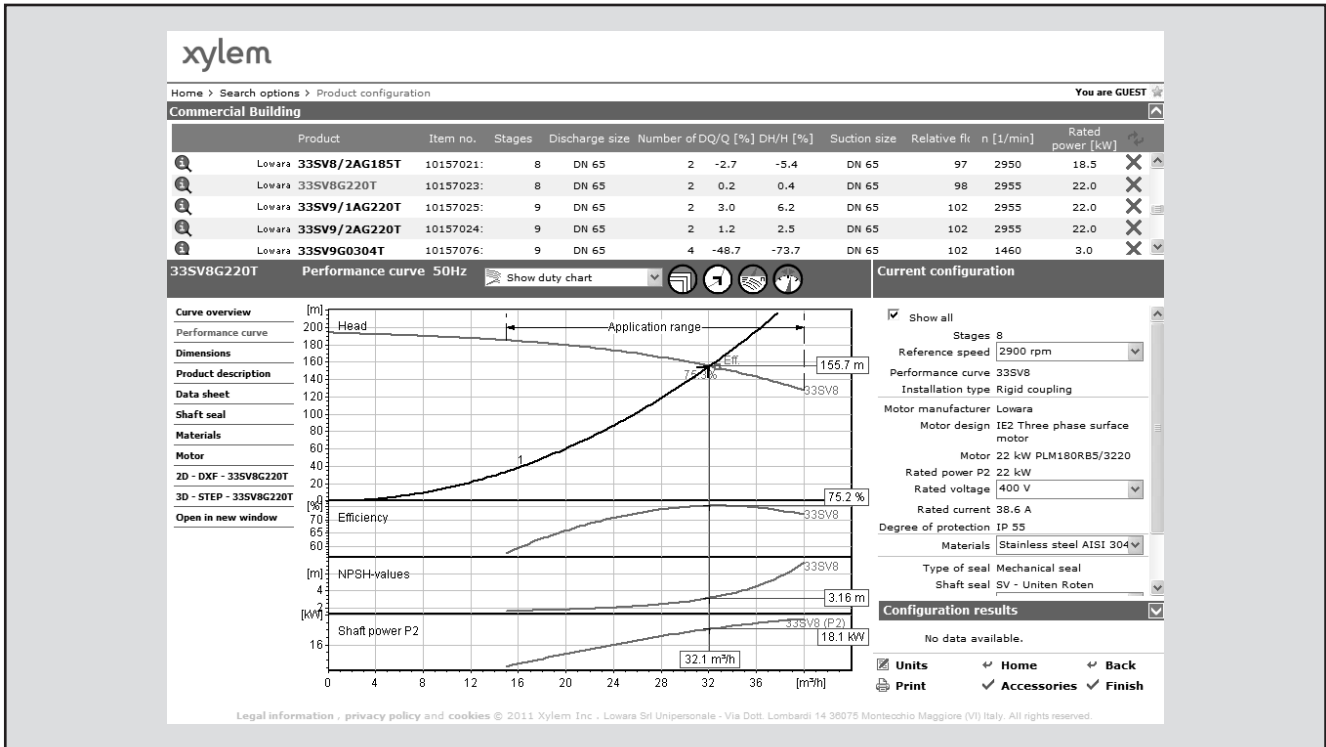 xylem
Home > Search options > Product configuration You are GUEST
Commercial Building
Product Item no. Stages Discharge size Number of DQ/Q [%] DH/H [%] Suction size Relative flc n [1/min] Rated power [kW]
Lowara 33SV8/2AG185T 10157021: 8 DN 65 2 -2.7 -5.4 DN 65 97 2950 18.5
Lowara 33SV8G220T 10157023: 8 DN 65 2 0.2 0.4 DN 65 98 2955 22.0
Lowara 33SV9/1AG220T 10157025: 9 DN 65 2 3.0 6.2 DN 65 102 2955 22.0
Lowara 33SV9/2AG220T 10157024: 9 DN 65 2 1.2 2.5 DN 65 102 2955 22.0
Lowara 33SV9G0304T 10157076: 9 DN 65 4 -48.7 -73.7 DN 65 102 1460 3.0
33SV8G220T Performance curve 50Hz Show duty chart Current configuration
Curve overview
Performance curve
Dimensions
Product description
Data sheet
Shaft seal
Materials
Motor
2D - DXF - 33SV8G220T
3D - STEP - 33SV8G220T
Open in new window
[m]
200
180
160
140
120
100
80
60
40
20
0
Head
Application range
Eff.
75.3%
155.7 m
33SV8
1
[%]
70
65
60
Efficiency
75.2 %
33SV8
[m]
4
2
NPSH-values
33SV8
3.16 m
[kW]
16
Shaft power P2
33SV8 (P2)
18.1 kW
32.1 m³/h
0 4 8 12 16 20 24 28 32 36 [m³/h]
Show all
Stages 8
Reference speed 2900 rpm
Performance curve 33SV8
Installation type Rigid coupling
Motor manufacturer Lowara
Motor design IE2 Three phase surface
motor
Motor 22 kW PLM180RB5/3220
Rated power P2 22 kW
Rated voltage 400 V
Rated current 38.6 A
Degree of protection IP 55
Materials Stainless steel AISI 304
Type of seal Mechanical seal
Shaft seal SV - Uniten Roten
Configuration results
No data available.
Units Home Back
Print Accessories Finish
Legal information , privacy policy and cookies © 2011 Xylem Inc . Lowara Srl Unipersonale - Via Dott. Lombardi 14 36075 Montecchio Maggiore (VI) Italy. All rights reserved.